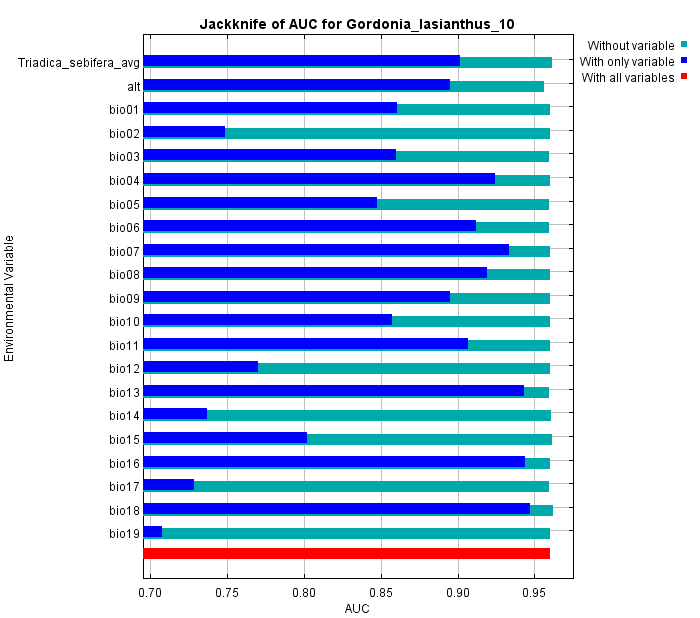 Jackknife of AUC for Gordonia_lasianthus_10
Without variable
With only variable
With all variables
Environmental Variable
Triadica_sebifera_avg
alt
bio01
bio02
bio03
bio04
bio05
bio06
bio07
bio08
bio09
bio10
bio11
bio12
bio13
bio14
bio15
bio16
bio17
bio18
bio19
0.70 0.75 0.80 0.85 0.90 0.95
AUC